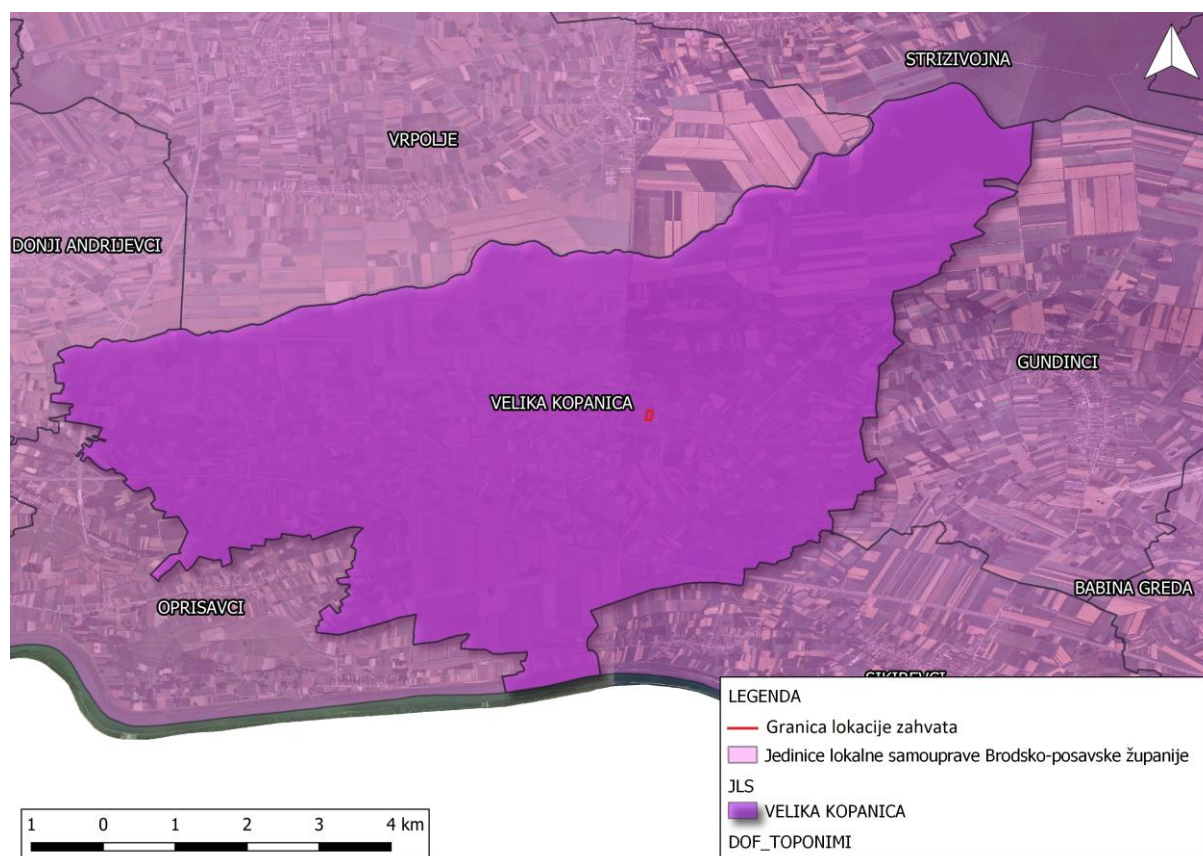 STRIZIVOJNA
VRPOLJE
DONJI ANDRIJEVCI
GUNDINCI
VELIKA KOPANICA
BABINA GREDA
OPRISAVCI
SIKIREVCI
LEGENDA
Granica lokacije zahvata
Jedinice lokalne samouprave Brodsko-posavske županije
JLS
VELIKA KOPANICA
DOF_TOPONIMI
1 0 1 2 3 4 km